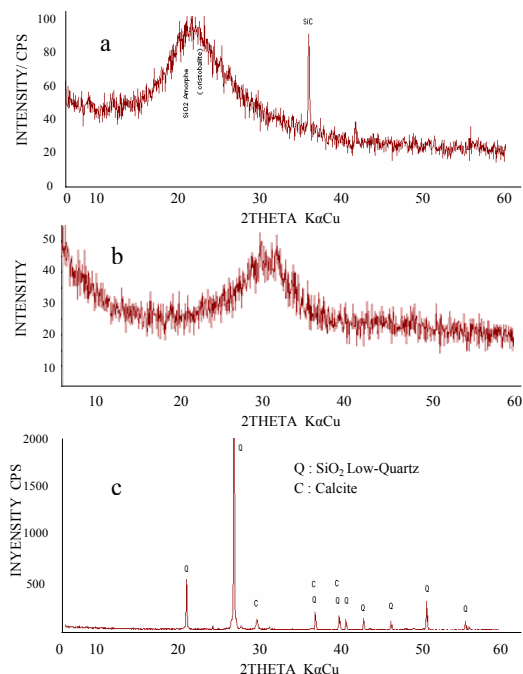 100
80
60
40
20
0
INTENSITY/ CPS
a
SiC
SiO2 Amorphe
( cristobalite)
0 10 20 30 40 50 60
2THETA KαCu
50
40
30
20
10
INTENSITY
b
10 20 30 40 50 60
2THETA KαCu
2000
1500
1000
500
INYENSITY CPS
c
Q : SiO2 Low-Quartz
C : Calcite
Q
Q
C
C
Q
C
Q Q
Q
Q
Q
Q
0 10 20 30 40 50 60
2THETA KαCu